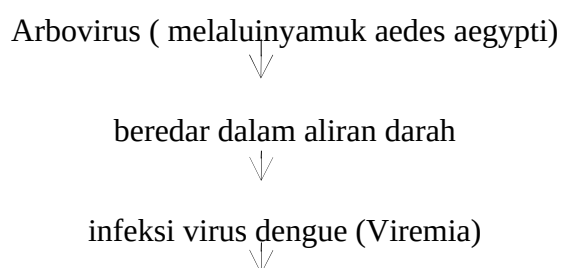 Arbovirus ( melaluinyamuk aedes aegypti)
beredar dalam aliran darah
infeksi virus dengue (Viremia)